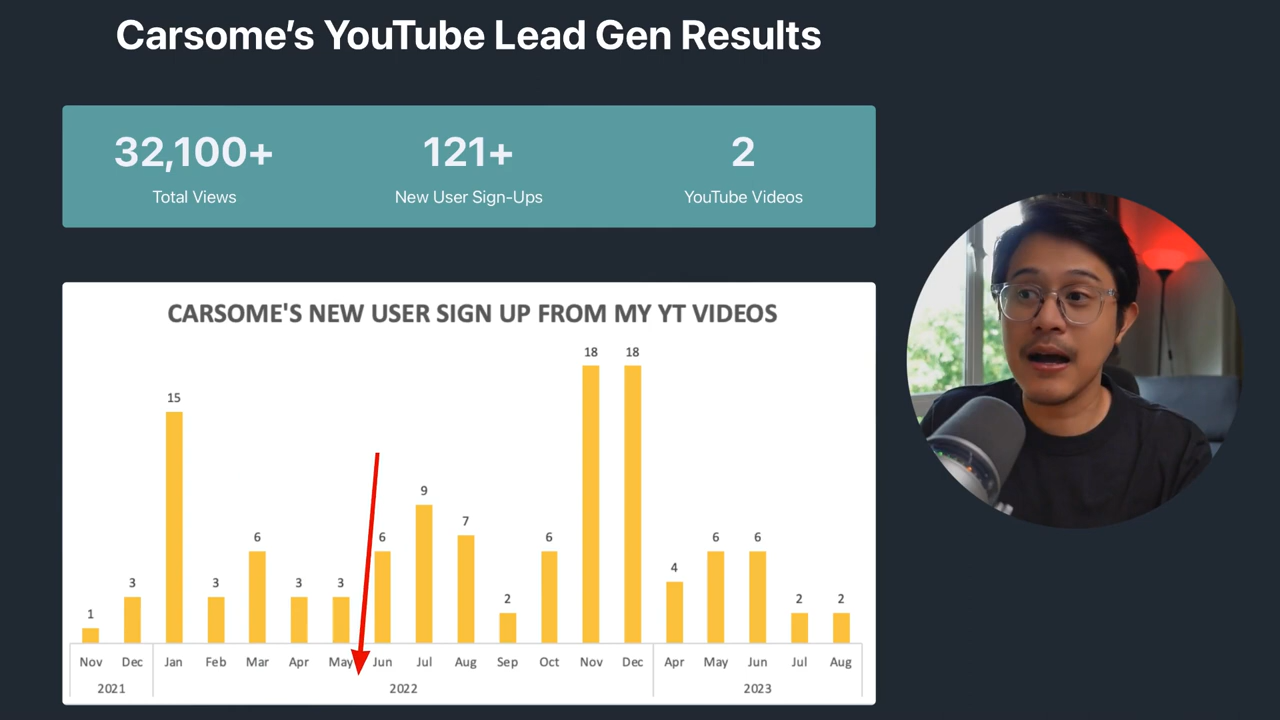 Carsome’s YouTube Lead Gen Results
32,100+ 121+ 2
Total Views New User Sign-Ups YouTube Videos
CARSOME'S NEW USER SIGN UP FROM MY YT VIDEOS
1 3 15 3 6 3 3 6 9 7 2 6 18 18 4 6 6 2 2
Nov Dec Jan Feb Mar Apr May Jun Jul Aug Sep Oct Nov Dec Apr May Jun Jul Aug
2021 2022 2023